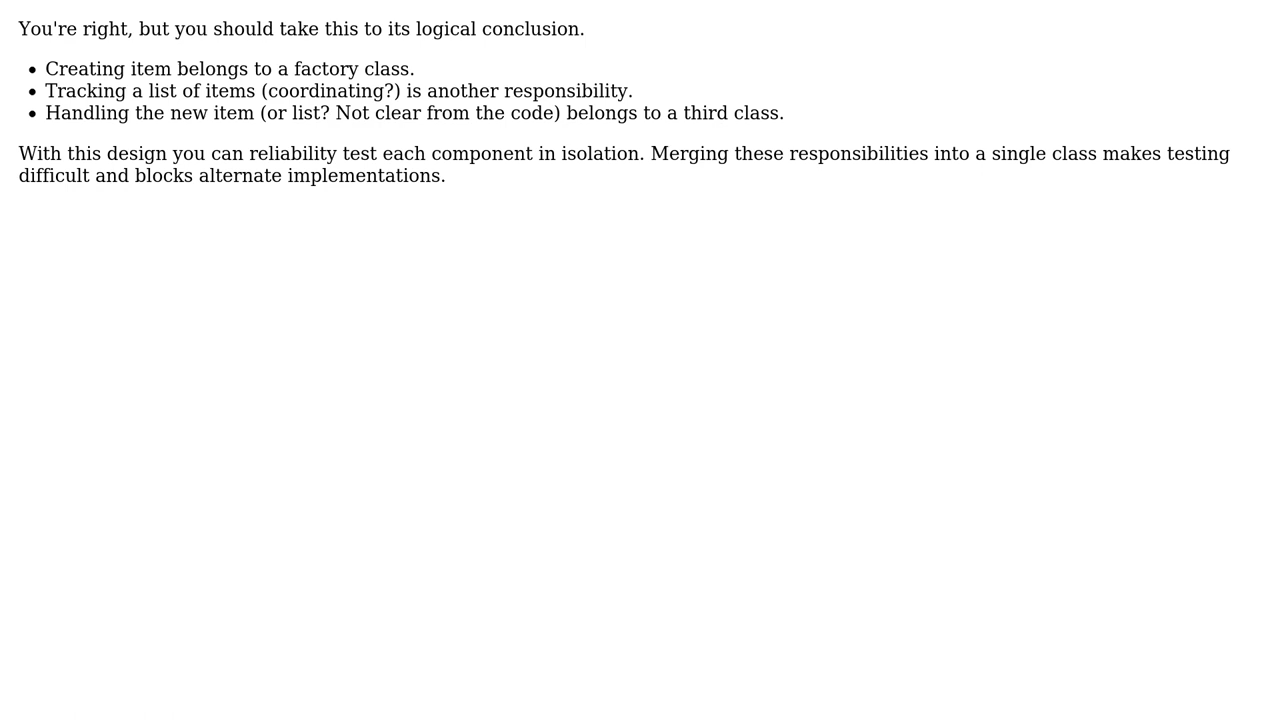 You're right, but you should take this to its logical conclusion.
• Creating item belongs to a factory class.
• Tracking a list of items (coordinating?) is another responsibility.
• Handling the new item (or list? Not clear from the code) belongs to a third class.
With this design you can reliability test each component in isolation. Merging these responsibilities into a single class makes testing
difficult and blocks alternate implementations.